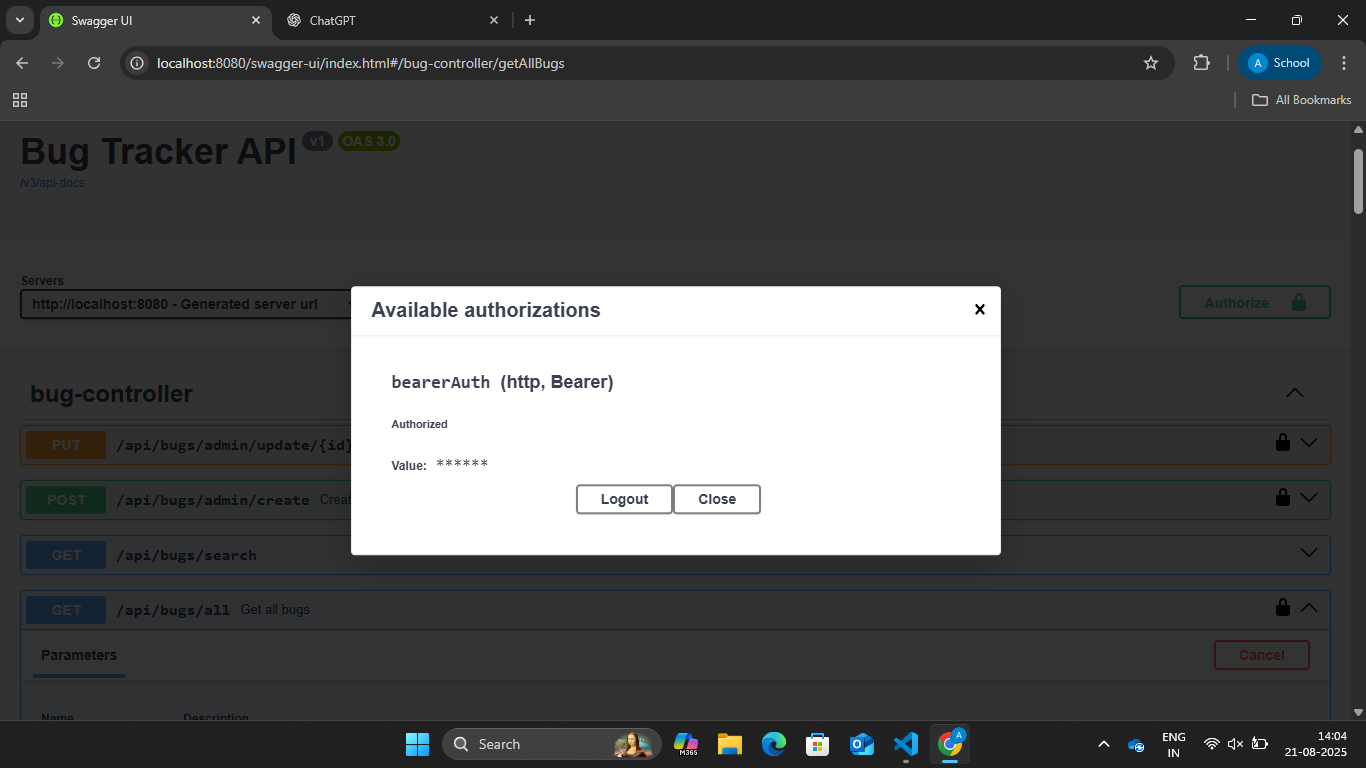 Swagger UI
ChatGPT
localhost:8080/swagger-ui/index.html#/bug-controller/getAllBugs
A School
All Bookmarks
Bug Tracker API v1 OAS 3.0
/v3/api-docs
Servers
http://localhost:8080 - Generated server url
Authorize
Available authorizations
bearerAuth (http, Bearer)
Authorized
Value: ******
Logout Close
bug-controller
PUT /api/bugs/admin/update/{id}
POST /api/bugs/admin/create Creat
GET /api/bugs/search
GET /api/bugs/all Get all bugs
Parameters
Cancel
Name Description
Search
M365
A
ENG
IN
14:04
21-08-2025